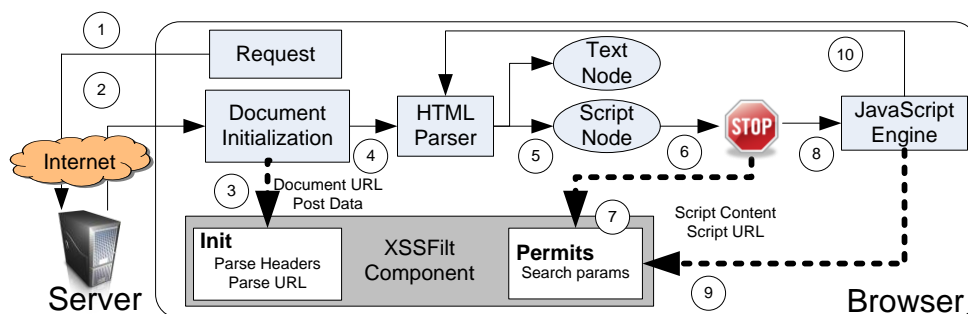 1
Request
2
Document
Initialization
Internet
Server
3
Document URL
Post Data
4
HTML
Parser
5
Text
Node
Script
Node
6
STOP
7
8
JavaScript
Engine
10
Script Content
Script URL
9
Init
Parse Headers
Parse URL
XSSFilt
Component
Permits
Search params
Browser